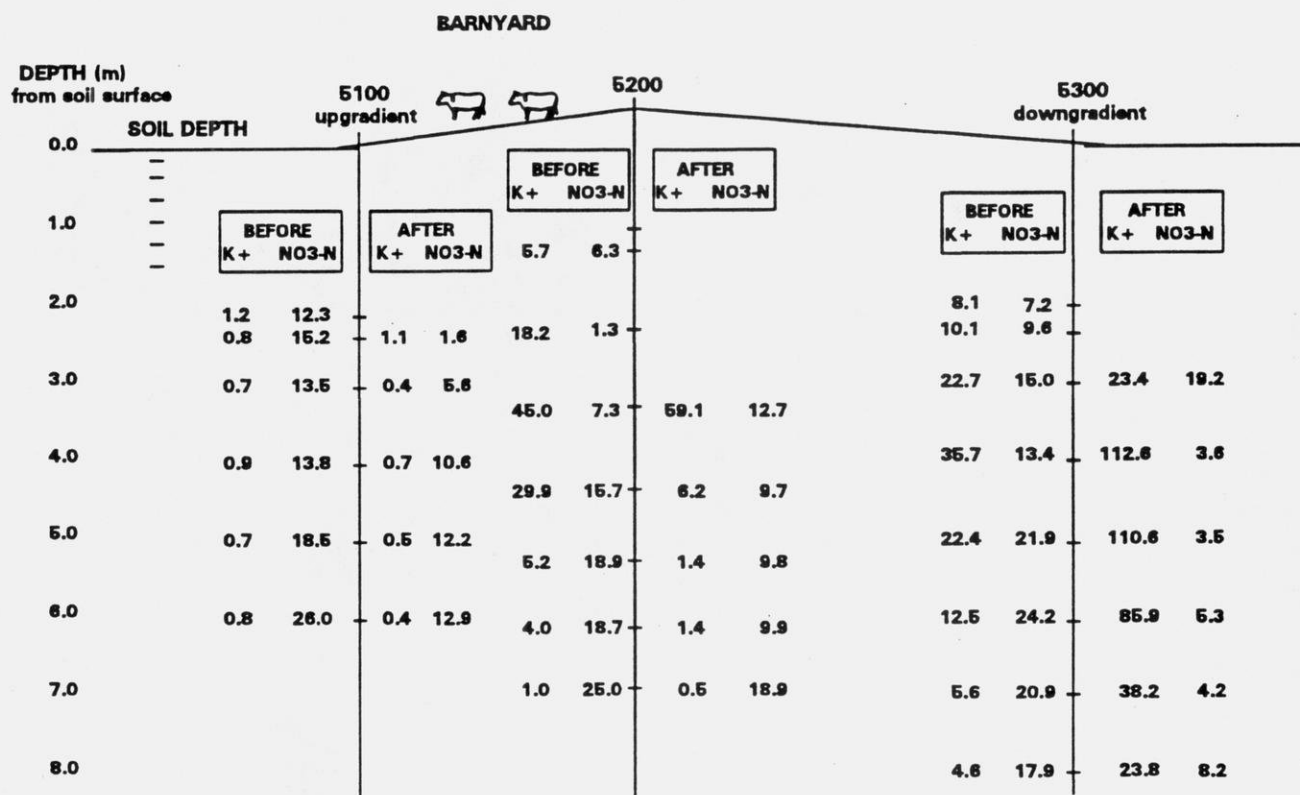 BARNYARD
DEPTH (m)
from soil surface
5100
upgradient
5200
5300
downgradient
SOIL DEPTH
0.0
BEFORE AFTER
K+ NO3-N K+ NO3-N
BEFORE AFTER
K+ NO3-N K+ NO3-N
BEFORE AFTER
K+ NO3-N K+ NO3-N
1.0
5.7 6.3
2.0
8.1 7.2
1.2 12.3
18.2 1.3
10.1 9.6
0.8 15.2 1.1 1.6
3.0
0.7 13.5 0.4 5.6
22.7 15.0 23.4 19.2
45.0 7.3 59.1 12.7
4.0
0.9 13.8 0.7 10.6
35.7 13.4 112.6 3.6
29.9 15.7 6.2 9.7
5.0
0.7 18.5 0.5 12.2
22.4 21.9 110.6 3.5
5.2 18.9 1.4 9.8
6.0
0.8 26.0 0.4 12.9
12.5 24.2 85.9 5.3
4.0 18.7 1.4 9.9
7.0
1.0 25.0 0.5 18.9
5.6 20.9 38.2 4.2
8.0
4.6 17.9 23.8 8.2